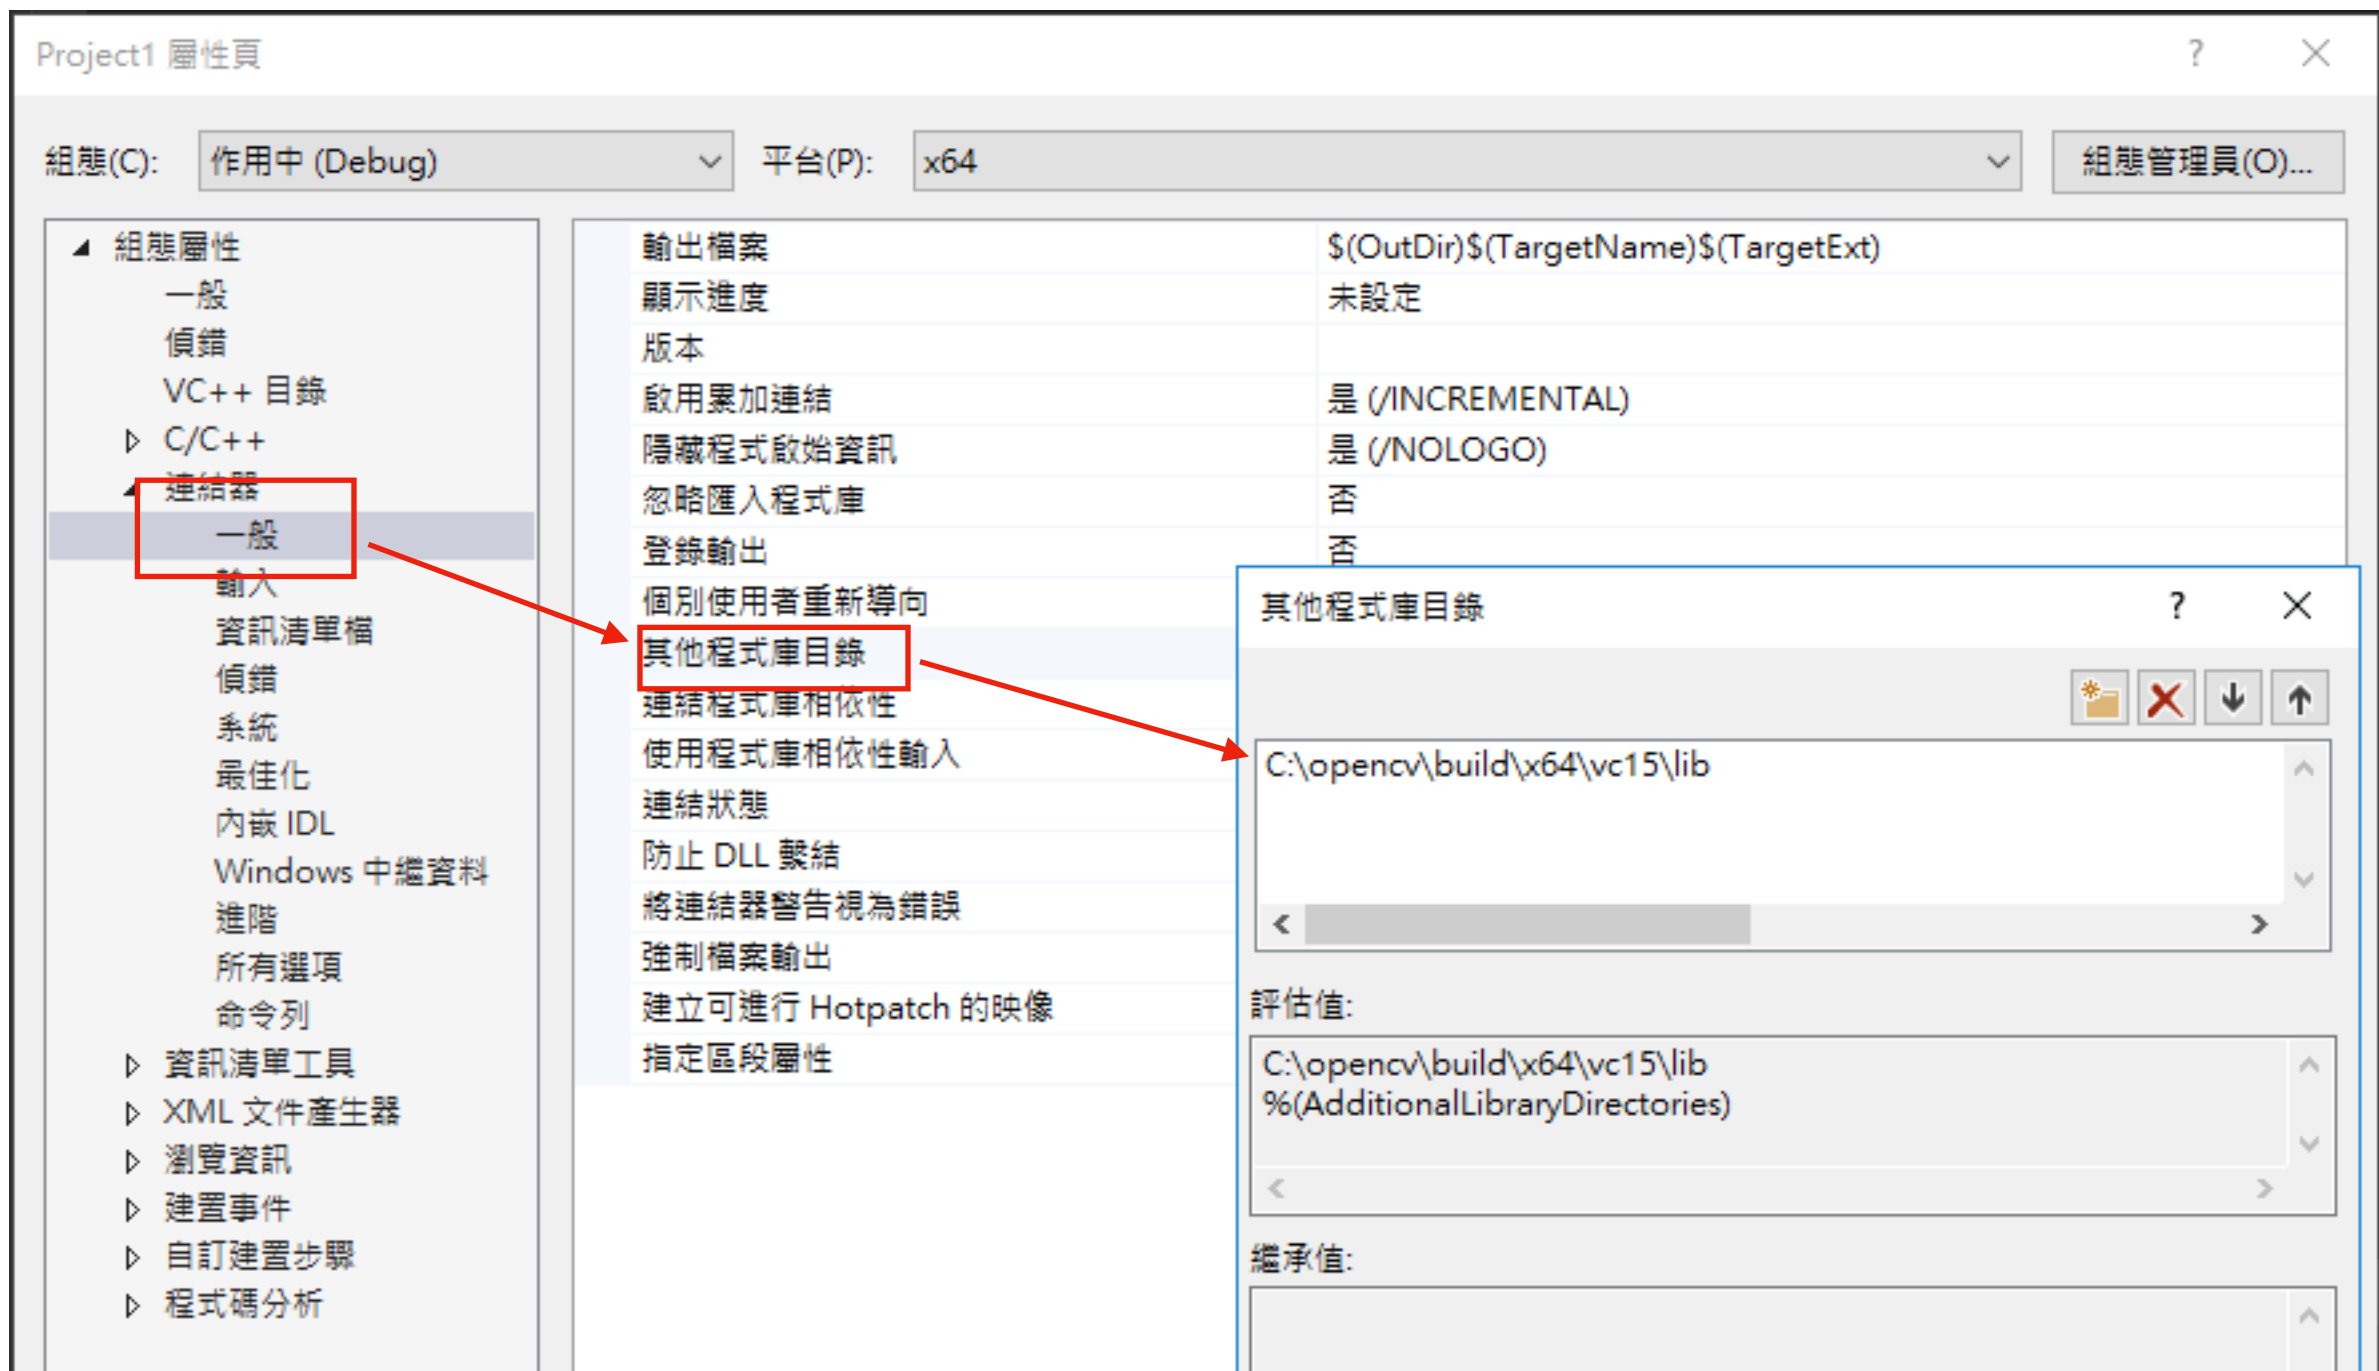 Project1 屬性頁
組態(C):
作用中 (Debug)
平台(P):
x64
組態管理員(O)...
組態屬性
一般
偵錯
VC++ 目錄
C/C++
連結器
一般
輸入
資訊清單檔
偵錯
系統
最佳化
內嵌 IDL
Windows 中繼資料
進階
所有選項
命令列
資訊清單工具
XML 文件產生器
瀏覽資訊
建置事件
自訂建置步驟
程式碼分析
輸出檔案 $(OutDir)$(TargetName)$(TargetExt)
顯示進度 未設定
版本
啟用累加連結 是 (/INCREMENTAL)
隱藏程式啟始資訊 是 (/NOLOGO)
忽略匯入程式庫 否
登錄輸出 否
個別使用者重新導向
其他程式庫目錄
連結程式庫相依性
使用程式庫相依性輸入
連結狀態
防止 DLL 繫結
將連結器警告視為錯誤
強制檔案輸出
建立可進行 Hotpatch 的映像
指定區段屬性
其他程式庫目錄
C:\opencv\build\x64\vc15\lib
評估值:
C:\opencv\build\x64\vc15\lib
%(AdditionalLibraryDirectories)
繼承值: